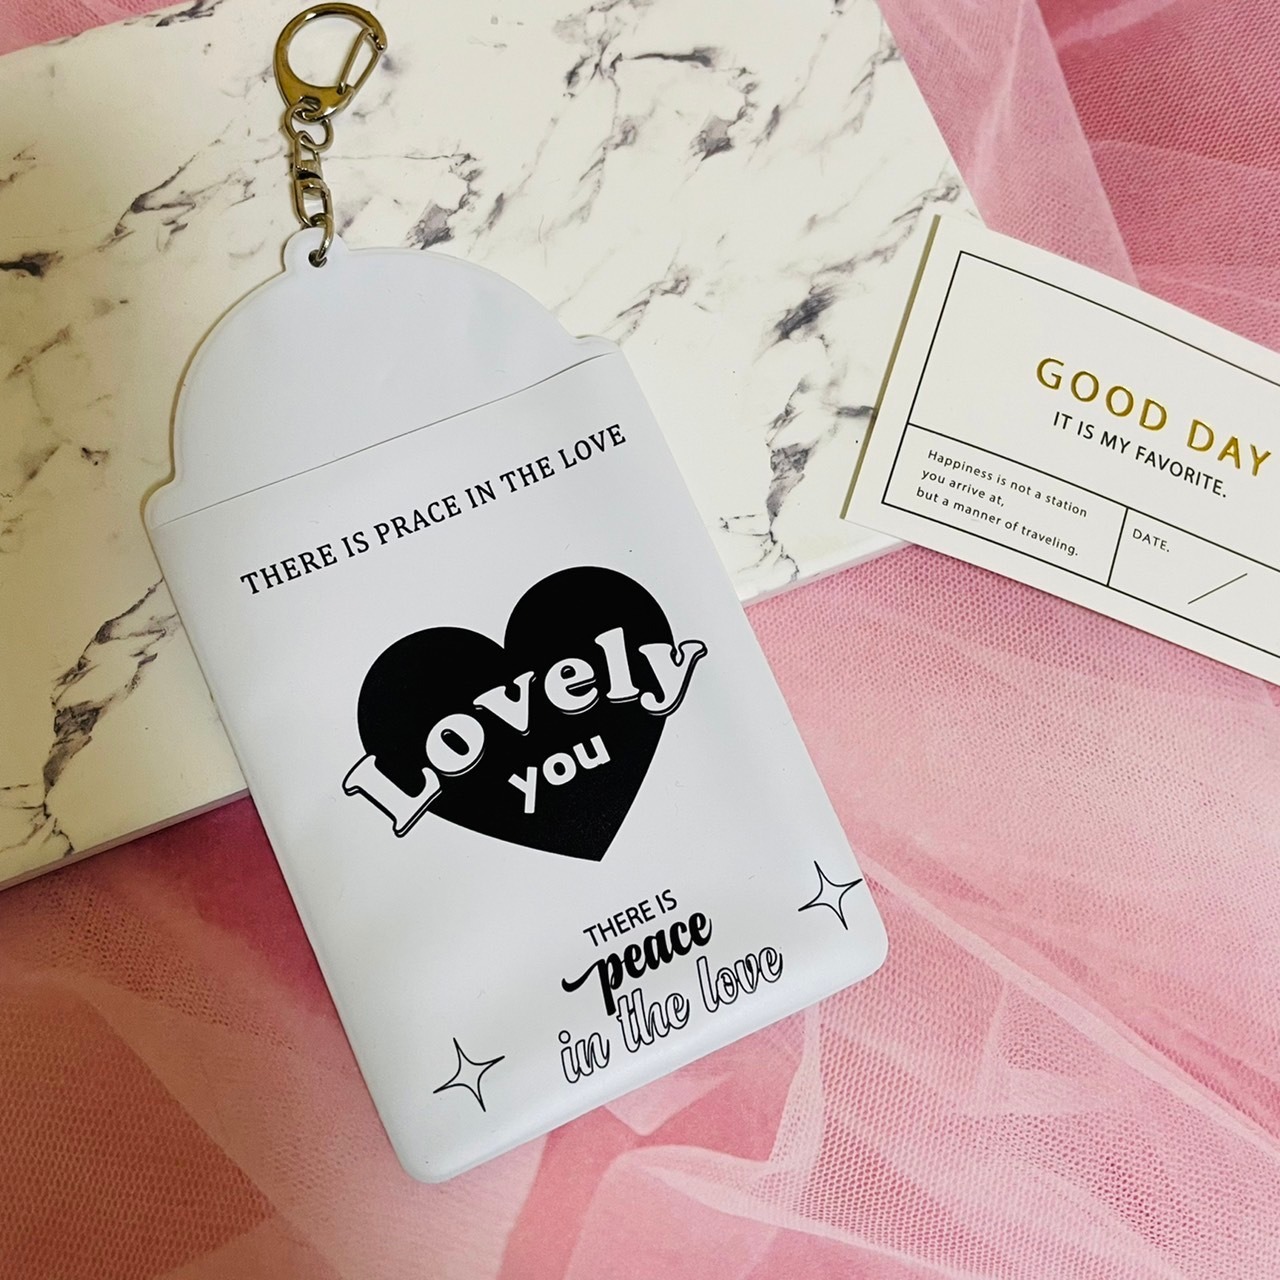 THERE IS PRACE IN THE LOVE
Lovely
you
THERE IS
peace
in the love
GOOD DAY
IT IS MY FAVORITE.
Happiness is not a station
you arrive at,
but a manner of traveling.
DATE.
/